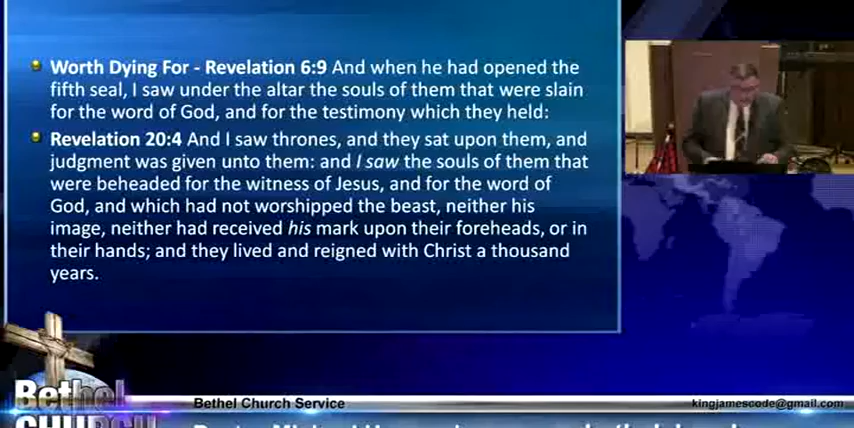 Worth Dying For - Revelation 6:9 And when he had opened the
fifth seal, I saw under the altar the souls of them that were slain
for the word of God, and for the testimony which they held:
Revelation 20:4 And I saw thrones, and they sat upon them, and
judgment was given unto them: and I saw the souls of them that
were beheaded for the witness of Jesus, and for the word of
God, and which had not worshipped the beast, neither his
image, neither had received his mark upon their foreheads, or in
their hands; and they lived and reigned with Christ a thousand
years.
Bethel
CHURCH
Bethel Church Service
kingjamescode@gmail.com